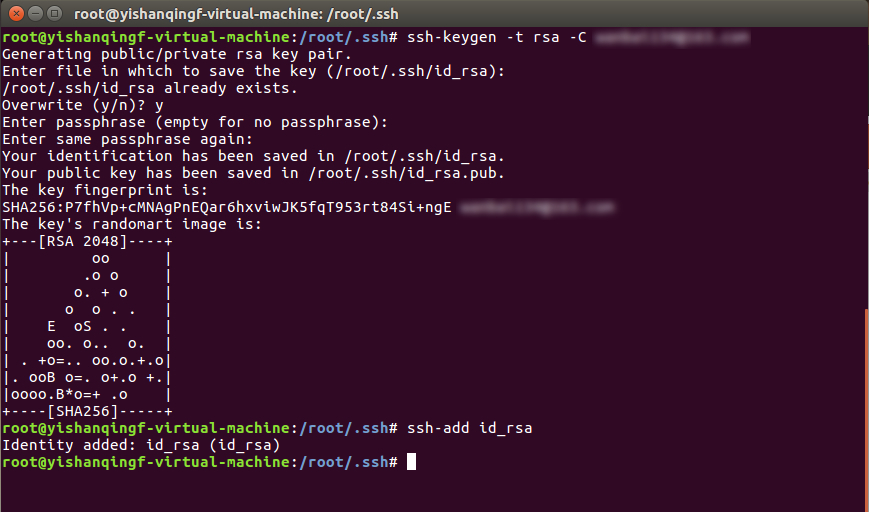 root@yishanqingf-virtual-machine: /root/.ssh
root@yishanqingf-virtual-machine:/root/.ssh# ssh-keygen -t rsa -C
Generating public/private rsa key pair.
Enter file in which to save the key (/root/.ssh/id_rsa):
/root/.ssh/id_rsa already exists.
Overwrite (y/n)? y
Enter passphrase (empty for no passphrase):
Enter same passphrase again:
Your identification has been saved in /root/.ssh/id_rsa.
Your public key has been saved in /root/.ssh/id_rsa.pub.
The key fingerprint is:
SHA256:P7fhVp+cMNAgPnEQar6hxviwJK5fqT953rt84Si+ngE
The key's randomart image is:
+---[RSA 2048]----+
|         oo      |
|        .o o     |
|       o. + o    |
|      o  o . .   |
|    E  oS . .    |
|    oo. o..  o.  |
| . +o=.. oo.o.+.o|
|. ooB o=. o+.o +.|
|oooo.B*o=+ .o    |
+----[SHA256]-----+
root@yishanqingf-virtual-machine:/root/.ssh# ssh-add id_rsa
Identity added: id_rsa (id_rsa)
root@yishanqingf-virtual-machine:/root/.ssh#